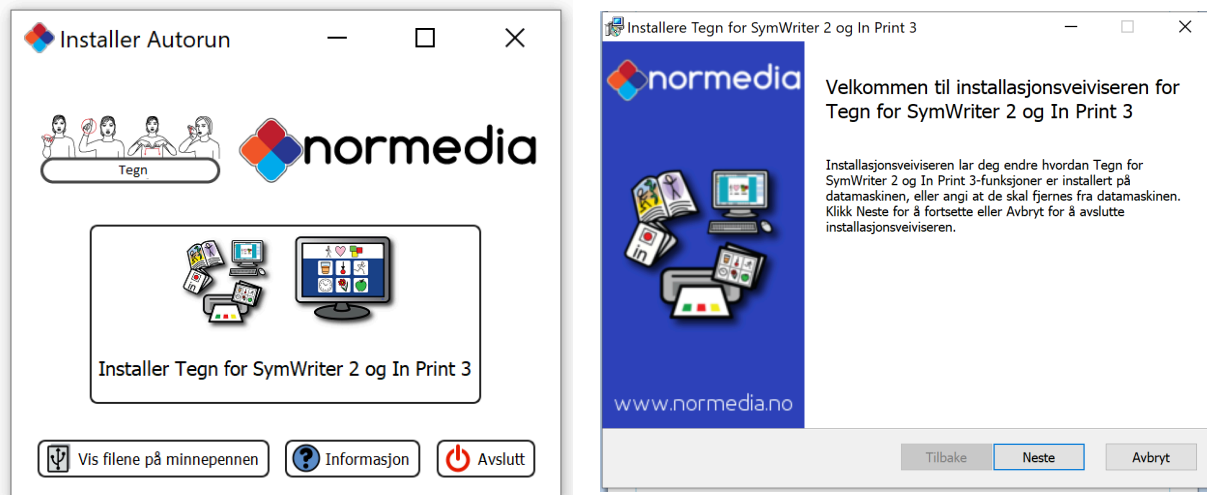 Installer Autorun
Tegn
normedia
Installer Tegn for SymWriter 2 og In Print 3
Vis filene på minnepennen
Informasjon
Avslutt
Installere Tegn for SymWriter 2 og In Print 3
normedia
Velkommen til installasjonsveiviseren for
Tegn for SymWriter 2 og In Print 3
Installasjonsveiviseren lar deg endre hvordan Tegn for
SymWriter 2 og In Print 3-funksjoner er installert på
datamaskinen, eller angi at de skal fjernes fra datamaskinen.
Klikk Neste for å fortsette eller Avbryt for å avslutte
installasjonsveiviseren.
in
www.normedia.no
Tilbake
Neste
Avbryt